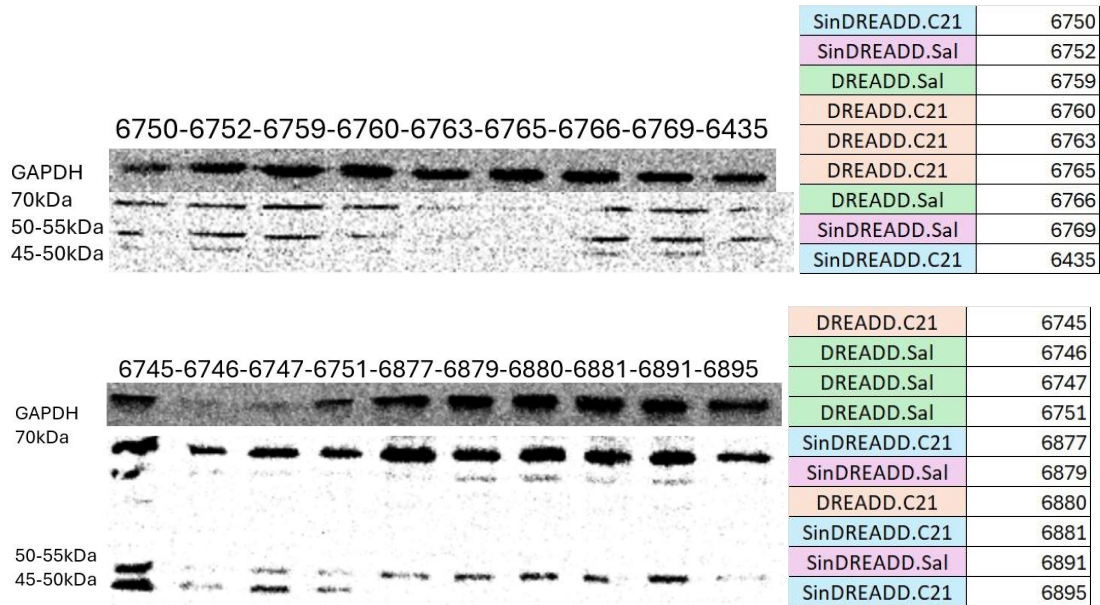 SinDREADD.C21 6750
SinDREADD.Sal 6752
DREADD.Sal 6759
DREADD.C21 6760
DREADD.C21 6763
DREADD.C21 6765
DREADD.Sal 6766
SinDREADD.Sal 6769
SinDREADD.C21 6435
6750-6752-6759-6760-6763-6765-6766-6769-6435
GAPDH
70kDa
50-55kDa
45-50kDa
DREADD.C21 6745
DREADD.Sal 6746
DREADD.Sal 6747
DREADD.Sal 6751
SinDREADD.C21 6877
SinDREADD.Sal 6879
DREADD.C21 6880
SinDREADD.C21 6881
SinDREADD.Sal 6891
SinDREADD.C21 6895
6745-6746-6747-6751-6877-6879-6880-6881-6891-6895
GAPDH
70kDa
50-55kDa
45-50kDa